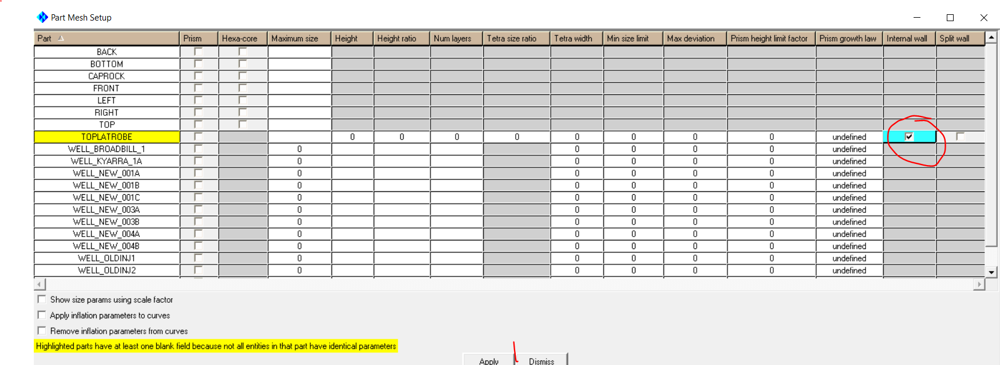 Part Mesh Setup
Part Prism Hexa-core Maximum size Height Height ratio Num layers Tetra size ratio Tetra width Min size limit Max deviation Prism height limit factor Prism growth law Internal wall Split wall
BACK
BOTTOM
CAPROCK
FRONT
LEFT
RIGHT
TOP
TOPLATROBE 0 0 0 0 0 0 0 0 undefined
WELL_BROADBILL_1 0 0 0 0 0 undefined
WELL_KYARRA_1A 0 0 0 0 0 undefined
WELL_NEW_001A 0 0 0 0 0 undefined
WELL_NEW_001B 0 0 0 0 0 undefined
WELL_NEW_001C 0 0 0 0 0 undefined
WELL_NEW_003A 0 0 0 0 0 undefined
WELL_NEW_003B 0 0 0 0 0 undefined
WELL_NEW_004A 0 0 0 0 0 undefined
WELL_NEW_004B 0 0 0 0 0 undefined
WELL_OLDINJ1 0 0 0 0 0 undefined
WELL_OLDINJ2 0 0 0 0 0 undefined
Show size params using scale factor
Apply inflation parameters to curves
Remove inflation parameters from curves
Highlighted parts have at least one blank field because not all entities in that part have identical parameters
Apply Dismiss